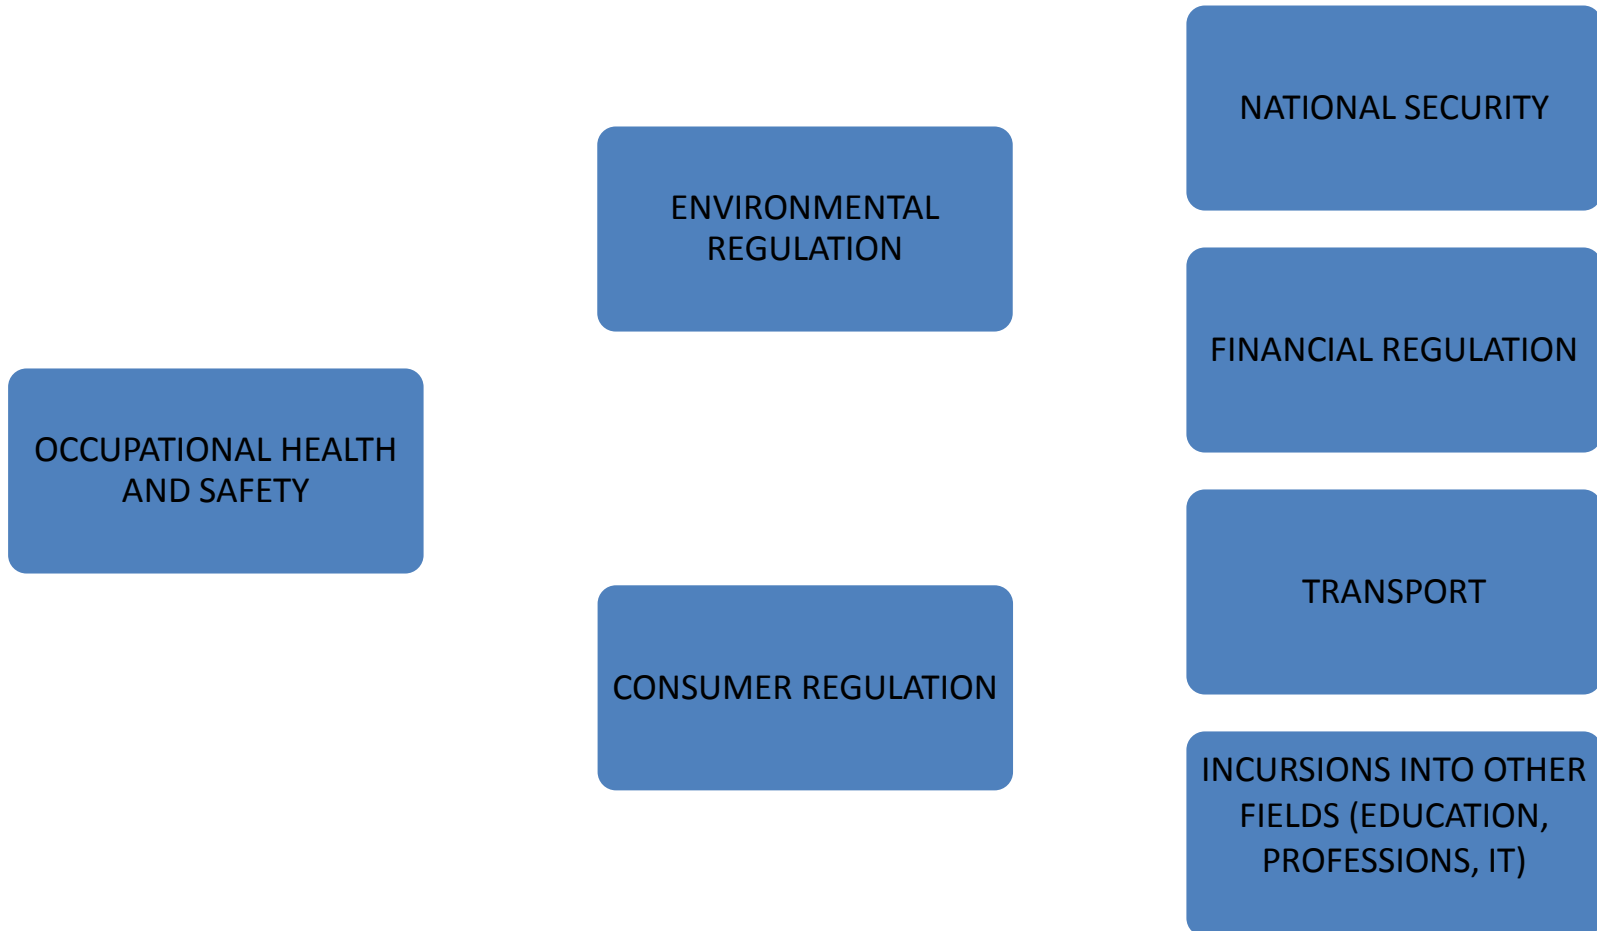 OCCUPATIONAL HEALTH
AND SAFETY
ENVIRONMENTAL
REGULATION
CONSUMER REGULATION
NATIONAL SECURITY
FINANCIAL REGULATION
TRANSPORT
INCURSIONS INTO OTHER
FIELDS (EDUCATION,
PROFESSIONS, IT)